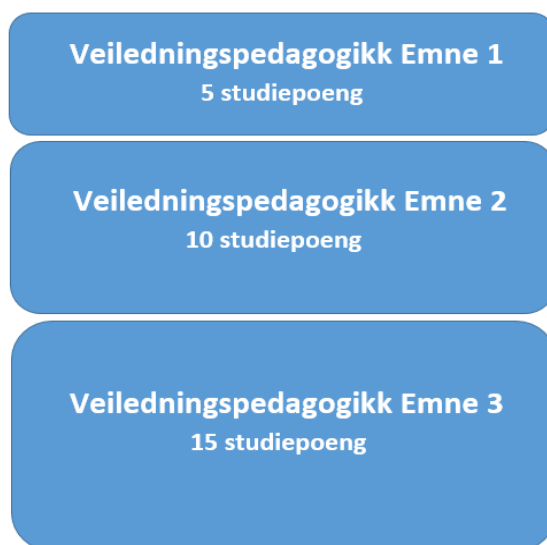 Veiledningspedagogikk Emne 1
5 studiepoeng
Veiledningspedagogikk Emne 2
10 studiepoeng
Veiledningspedagogikk Emne 3
15 studiepoeng